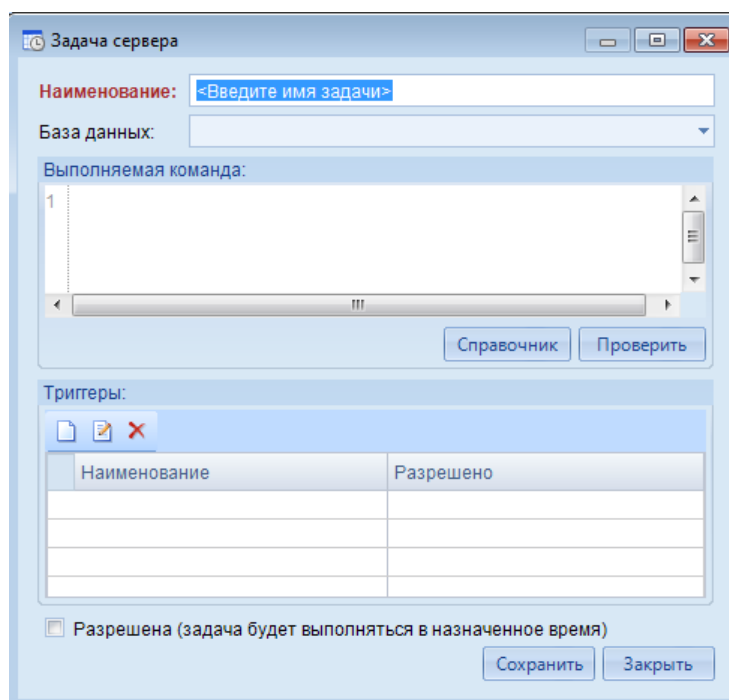 Задача сервера
Наименование: <Введите имя задачи>
База данных:
Выполняемая команда:
1
Справочник Проверить
Триггеры:
Наименование Разрешено
Разрешена (задача будет выполняться в назначенное время)
Сохранить Закрыть